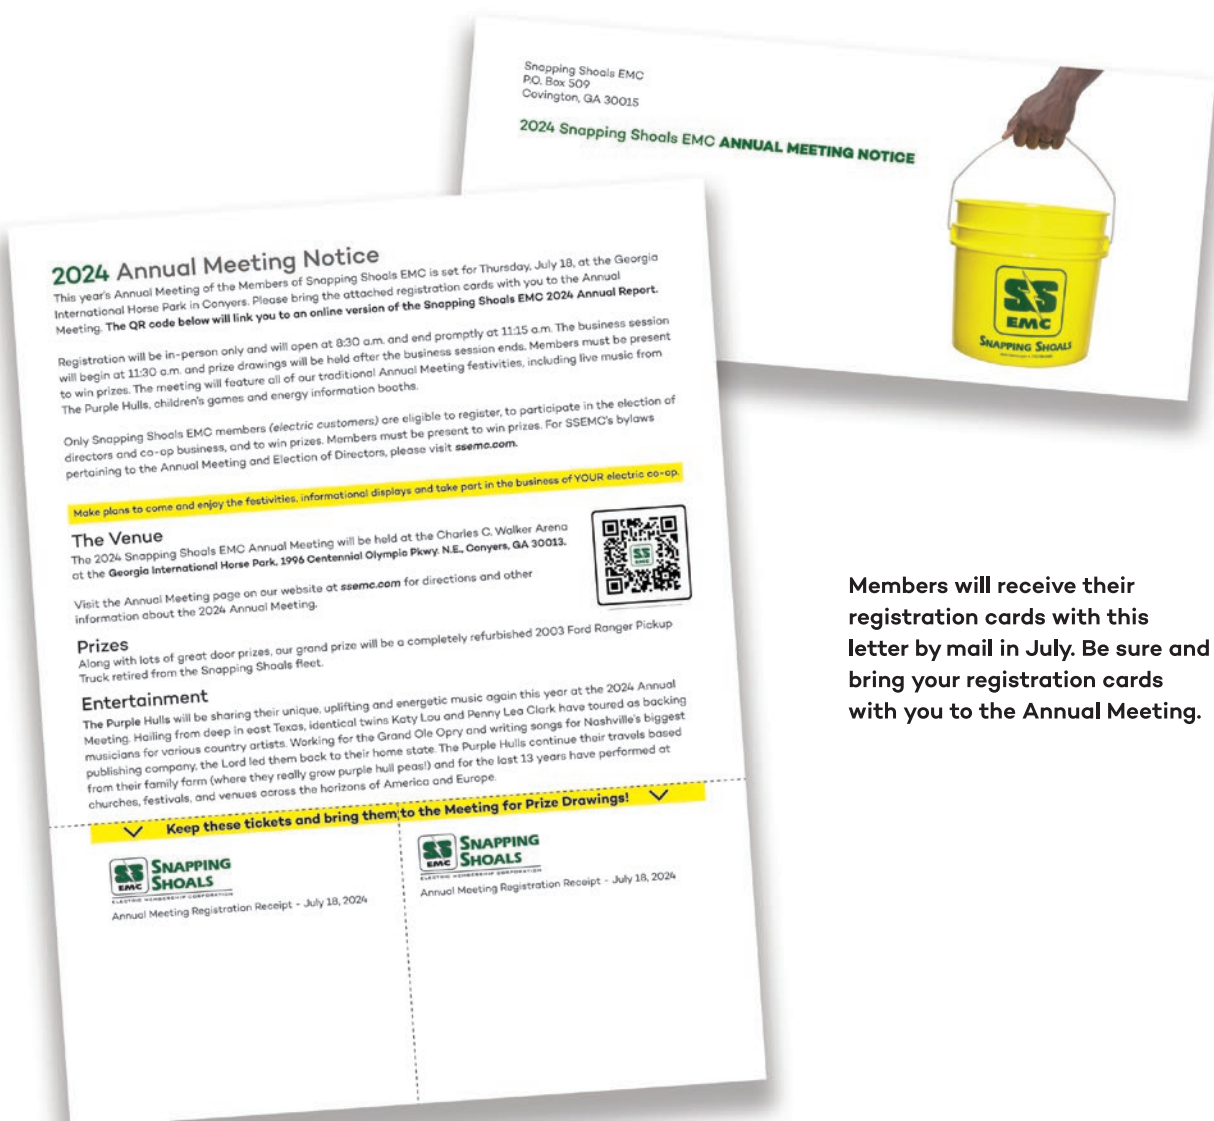 Snapping Shoals EMC
P.O. Box 509
Covington, GA 30015
2024 Snapping Shoals EMC ANNUAL MEETING NOTICE
SS
EMC
SNAPPING SHOALS
2024 Annual Meeting Notice
This year's Annual Meeting of the Members of Snapping Shoals EMC is set for Thursday, July 18, at the Georgia
International Horse Park in Conyers. Please bring the attached registration cards with you to the Annual
Meeting. The QR code below will link you to an online version of the Snapping Shoals EMC 2024 Annual Report.
Registration will be in-person only and will open at 8:30 a.m. and end promptly at 11:15 a.m. The business session
will begin at 11:30 a.m. and prize drawings will be held after the business session ends. Members must be present
to win prizes. The meeting will feature all of our traditional Annual Meeting festivities, including live music from
The Purple Hulls, children's games and energy information booths.
Only Snapping Shoals EMC members (electric customers) are eligible to register, to participate in the election of
directors and co-op business, and to win prizes. Members must be present to win prizes. For SSEMC's bylaws
pertaining to the Annual Meeting and Election of Directors, please visit ssemc.com.
Make plans to come and enjoy the festivities, informational displays and take part in the business of YOUR electric co-op.
The Venue
The 2024 Snapping Shoals EMC Annual Meeting will be held at the Charles C. Walker Arena
at the Georgia International Horse Park, 1996 Centennial Olympic Pkwy. N.E., Conyers, GA 30013.
Visit the Annual Meeting page on our website at ssemc.com for directions and other
information about the 2024 Annual Meeting.
SS
EMC
Prizes
Along with lots of great door prizes, our grand prize will be a completely refurbished 2003 Ford Ranger Pickup
Truck retired from the Snapping Shoals fleet.
Entertainment
The Purple Hulls will be sharing their unique, uplifting and energetic music again this year at the 2024 Annual
Meeting. Hailing from deep in east Texas, identical twins Katy Lou and Penny Lea Clark have toured as backing
musicians for various country artists. Working for the Grand Ole Opry and writing songs for Nashville's biggest
publishing company, the Lord led them back to their home state. The Purple Hulls continue their travels based
from their family farm (where they really grow purple hull peas!) and for the last 13 years have performed at
churches, festivals, and venues across the horizons of America and Europe.
Keep these tickets and bring them to the Meeting for Prize Drawings!
SS
EMC
SNAPPING
SHOALS
ELECTRIC MEMBERSHIP CORPORATION
Annual Meeting Registration Receipt - July 18, 2024
SS
EMC
SNAPPING
SHOALS
ELECTRIC MEMBERSHIP CORPORATION
Annual Meeting Registration Receipt - July 18, 2024
Members will receive their
registration cards with this
letter by mail in July. Be sure and
bring your registration cards
with you to the Annual Meeting.